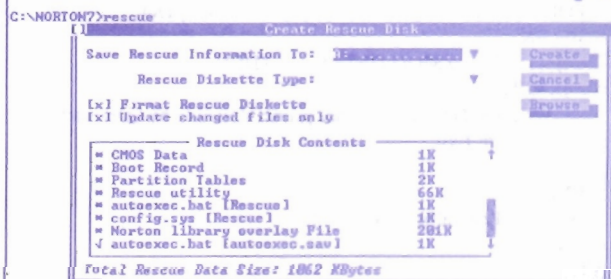 C:\NORTON7>rescue
[ ] Create Rescue Disk
Save Rescue Information To: A: ............ ▼ Create
Rescue Diskette Type: ▼ Cancel
[x] Format Rescue Diskette Browse
[x] Update changed files only
Rescue Disk Contents
CMOS Data 1K ↑
Boot Record 1K
Partition Tables 2K
Rescue utility 66K
autoexec.bat [Rescue] 1K
config.sys [Rescue] 1K
Norton library overlay File 201K
√ autoexec.bat [autoexec.sav] 1K ↓
Total Rescue Data Size: 1062 KBytes